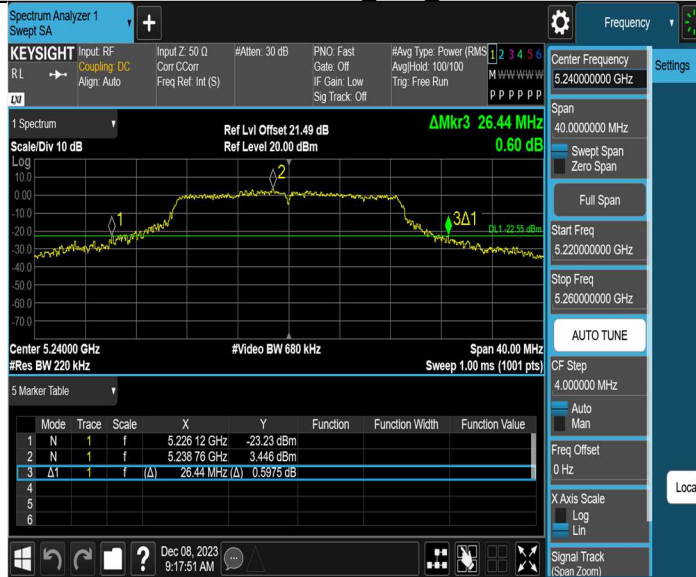 Spectrum Analyzer 1
Swept SA
Frequency
KEYSIGHT
RL
LXI
Input: RF
Coupling: DC
Align: Auto
Input Z: 50 Ω
Corr CCorr
Freq Ref: Int (S)
#Atten: 30 dB
PNO: Fast
Gate: Off
IF Gain: Low
Sig Track: Off
#Avg Type: Power (RMS
Avg|Hold: 100/100
Trig: Free Run
1 2 3 4 5 6
M W W W W W
P P P P P P
1 Spectrum
Scale/Div 10 dB
Ref Lvl Offset 21.49 dB
Ref Level 20.00 dBm
ΔMkr3 26.44 MHz
0.60 dB
Log
10.0
0.00
-10.0
-20.0
-30.0
-40.0
-50.0
-60.0
-70.0
1
2
3Δ1
DL1 -22.55 dBm
Center 5.24000 GHz
#Video BW 680 kHz
Span 40.00 MHz
#Res BW 220 kHz
Sweep 1.00 ms (1001 pts)
5 Marker Table
Mode Trace Scale X Y Function Function Width Function Value
1 N 1 f 5.226 12 GHz -23.23 dBm
2 N 1 f 5.238 76 GHz 3.446 dBm
3 Δ1 1 f (Δ) 26.44 MHz (Δ) 0.5975 dB
4
5
6
Dec 08, 2023
9:17:51 AM
?
Center Frequency
5.240000000 GHz
Settings
Span
40.0000000 MHz
Swept Span
Zero Span
Full Span
Start Freq
5.220000000 GHz
Stop Freq
5.260000000 GHz
AUTO TUNE
CF Step
4.000000 MHz
Auto
Man
Freq Offset
0 Hz
X Axis Scale
Log
Lin
Signal Track
(Span Zoom)
Loca